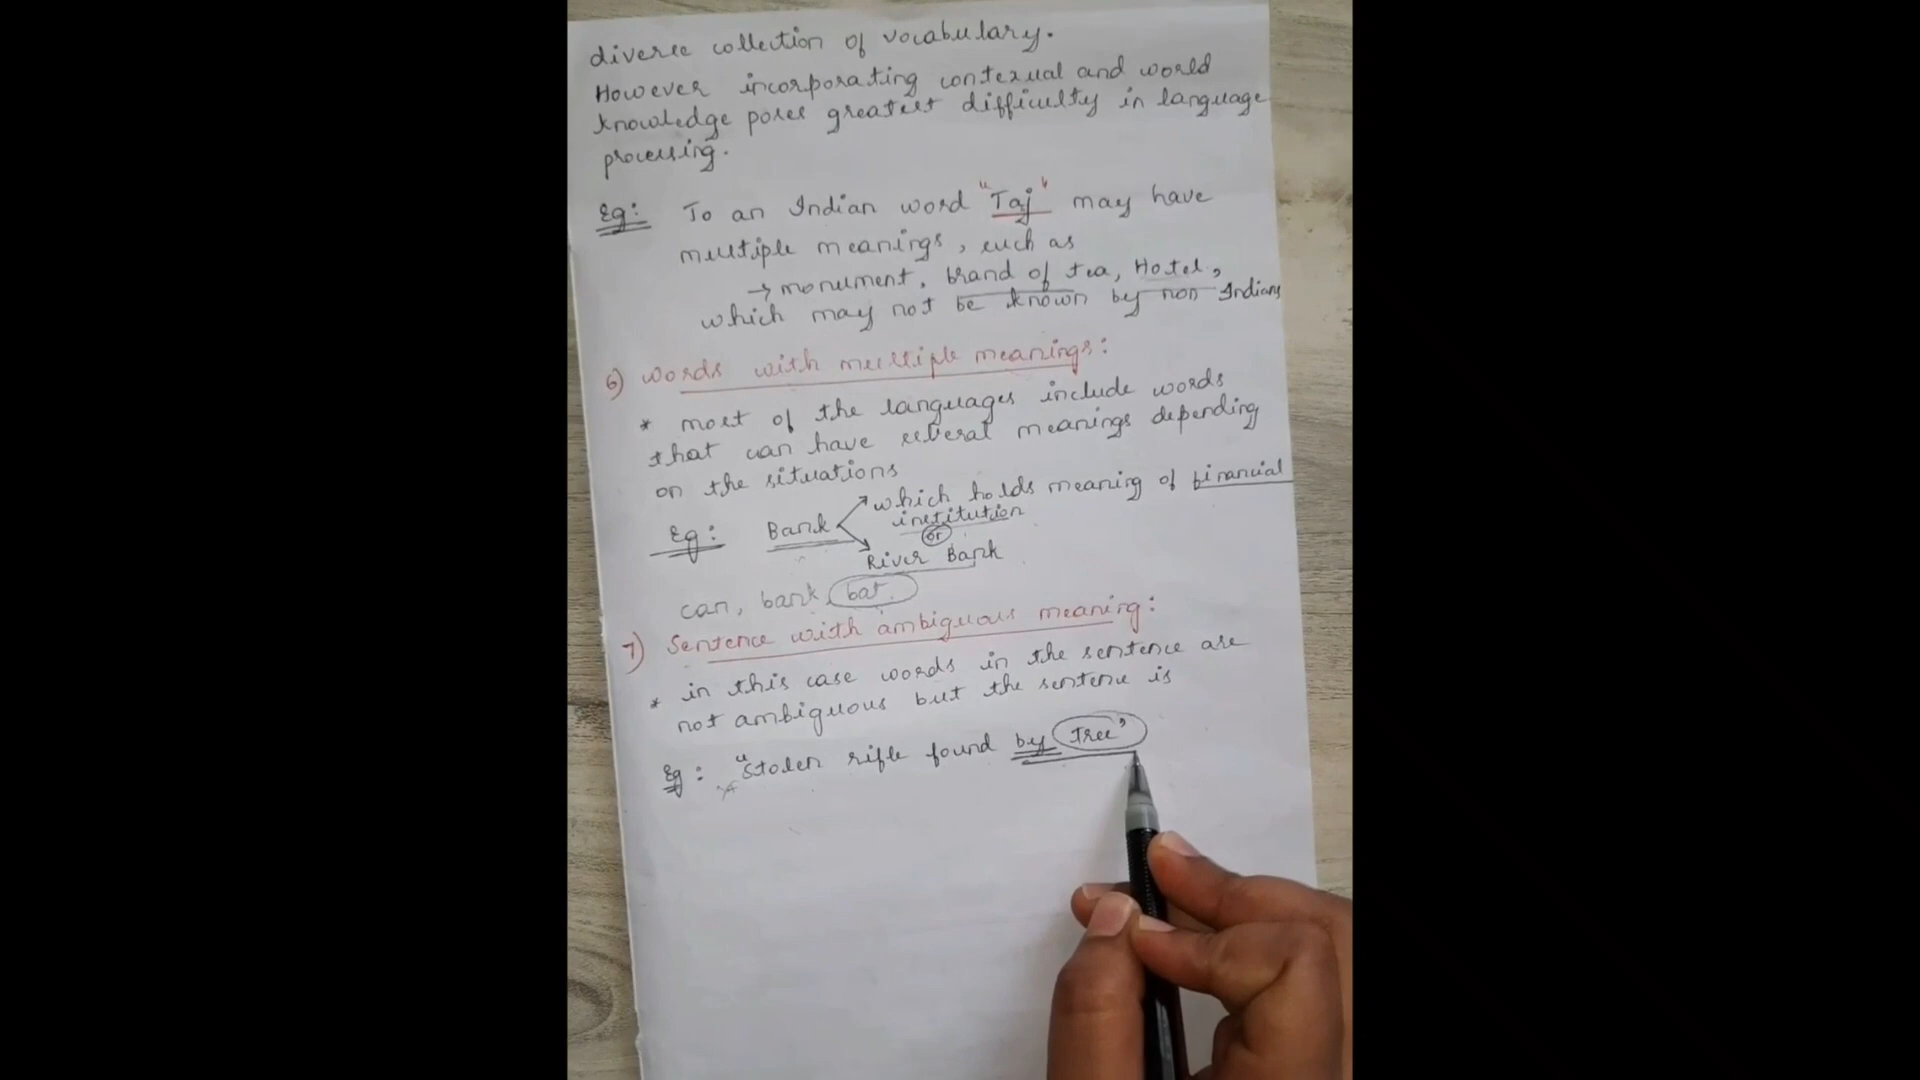 diverse collection of vocabulary.
However incorporating contexual and world
knowledge poses greatest difficulty in language
processing.
Eg: To an Indian word "Taj" may have
multiple meanings, such as
→ monument, brand of tea, Hotel,
which may not be known by non Indians
6) Words with multiple meanings:
* most of the languages include words
that can have several meanings depending
on the situations
Eg: Bank which holds meaning of financial
institution
or
River Bank
can, bank, bat.
7) Sentence with ambiguous meaning:
* in this case words in the sentence are
not ambiguous but the sentence is
Eg: "Stolen rifle found by tree"